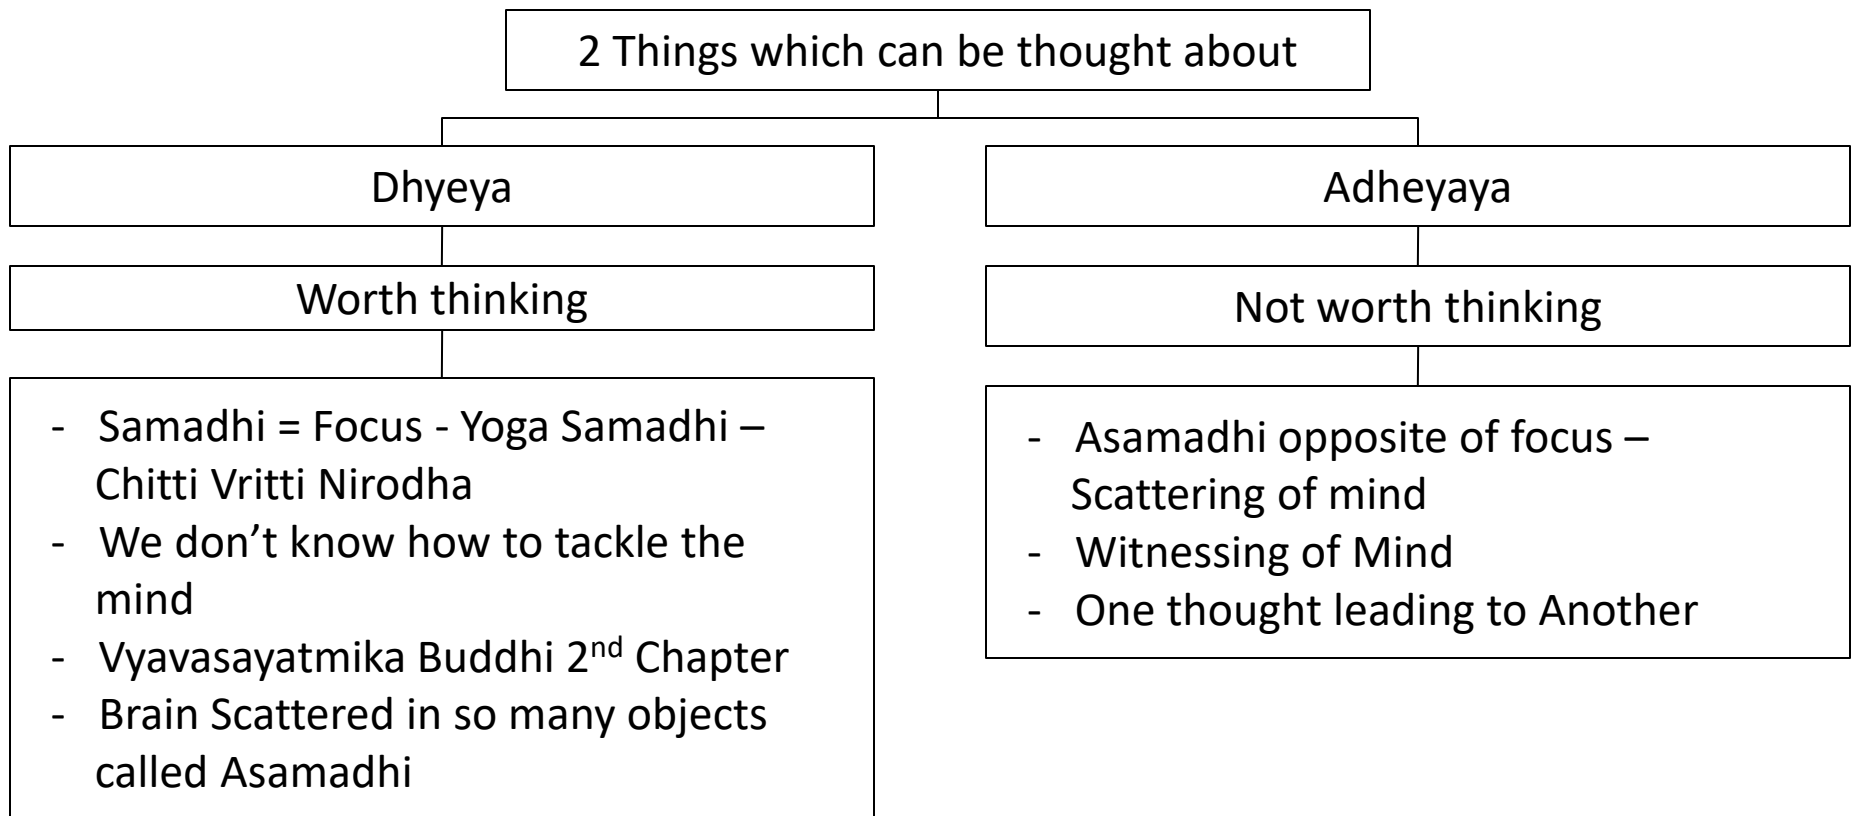 2 Things which can be thought about
Dhyeya
Worth thinking
- Samadhi = Focus - Yoga Samadhi –
Chitti Vritti Nirodha
- We don’t know how to tackle the
mind
- Vyavasayatmika Buddhi 2nd Chapter
- Brain Scattered in so many objects
called Asamadhi
Adheyaya
Not worth thinking
- Asamadhi opposite of focus –
Scattering of mind
- Witnessing of Mind
- One thought leading to Another